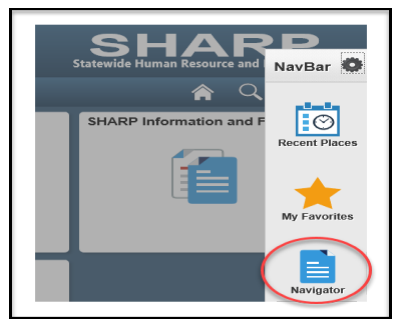 SHARP
Statewide Human Resource and
NavBar
SHARP Information and F
Recent Places
My Favorites
Navigator